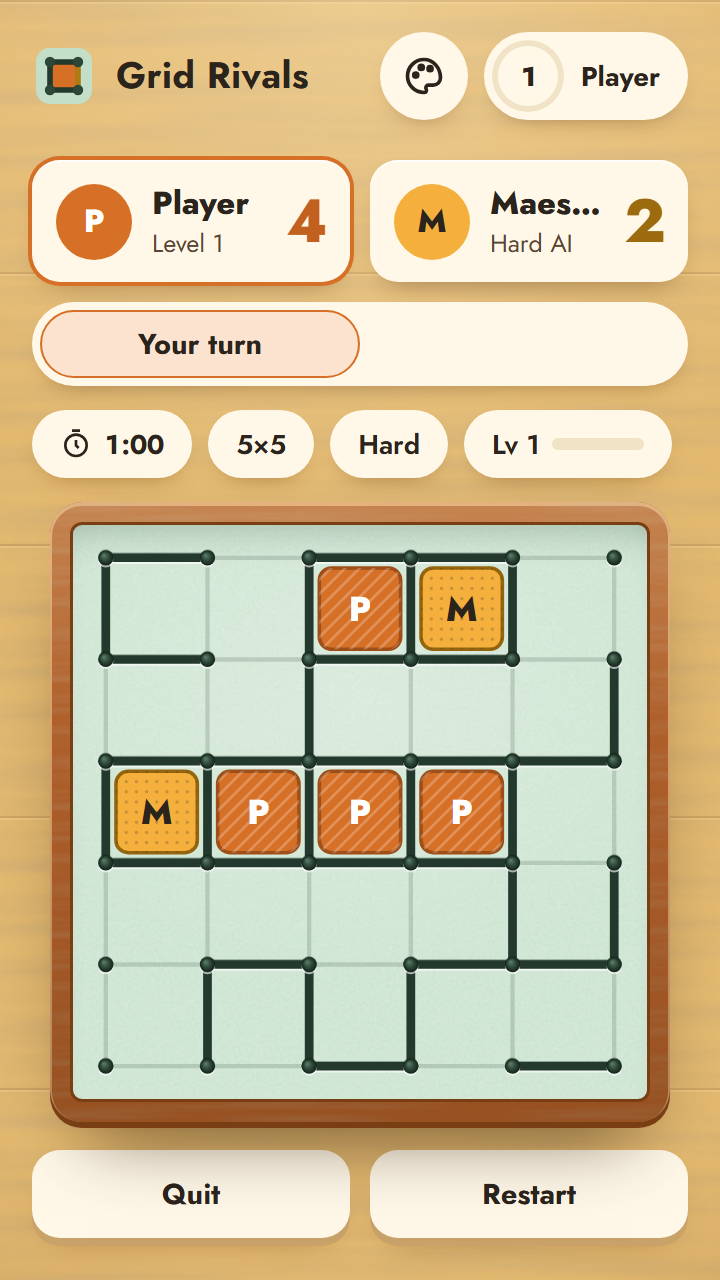 Grid Rivals
1 Player
P Player 4
Level 1
M Maes... 2
Hard AI
Your turn
1:00 5×5 Hard Lv 1
P M
M P P P
Quit Restart